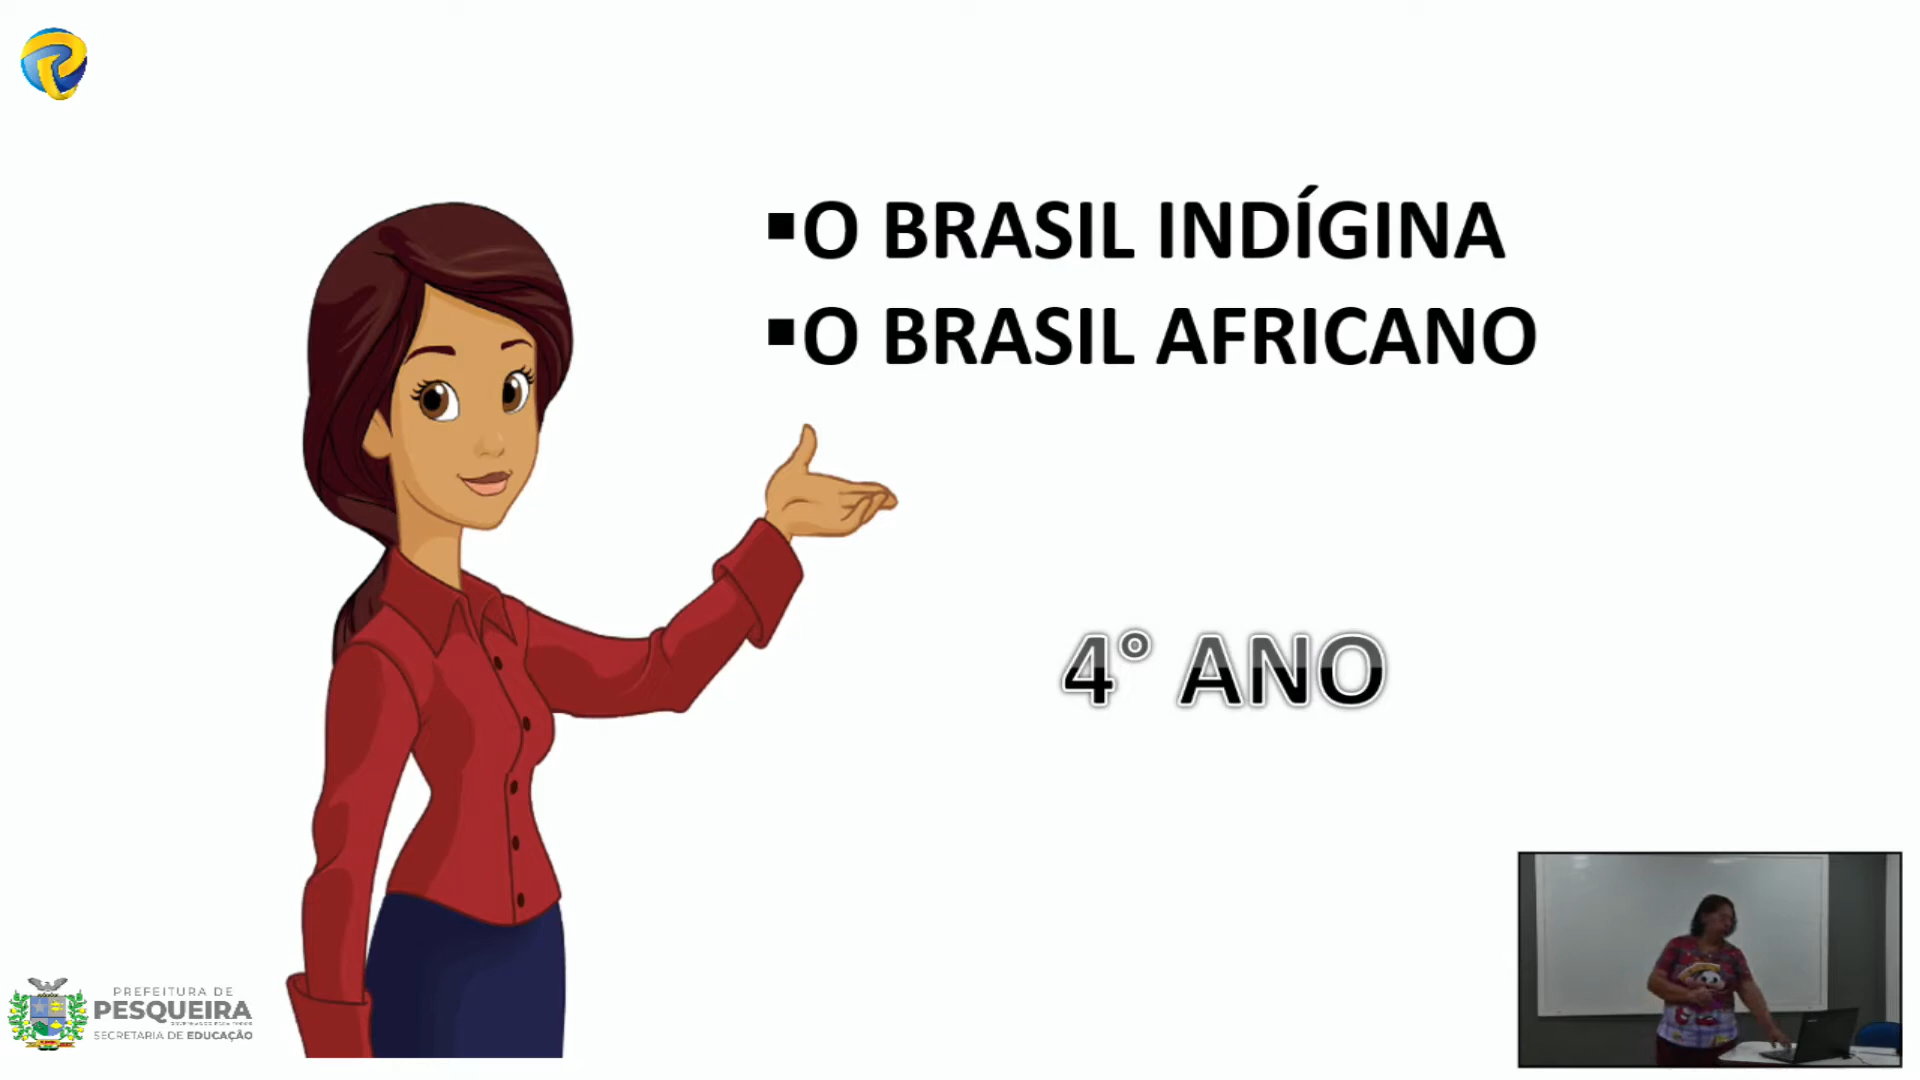 ▪O BRASIL INDÍGINA
▪O BRASIL AFRICANO
4° ANO
PREFEITURA DE
PESQUEIRA
SECRETARIA DE EDUCAÇÃO